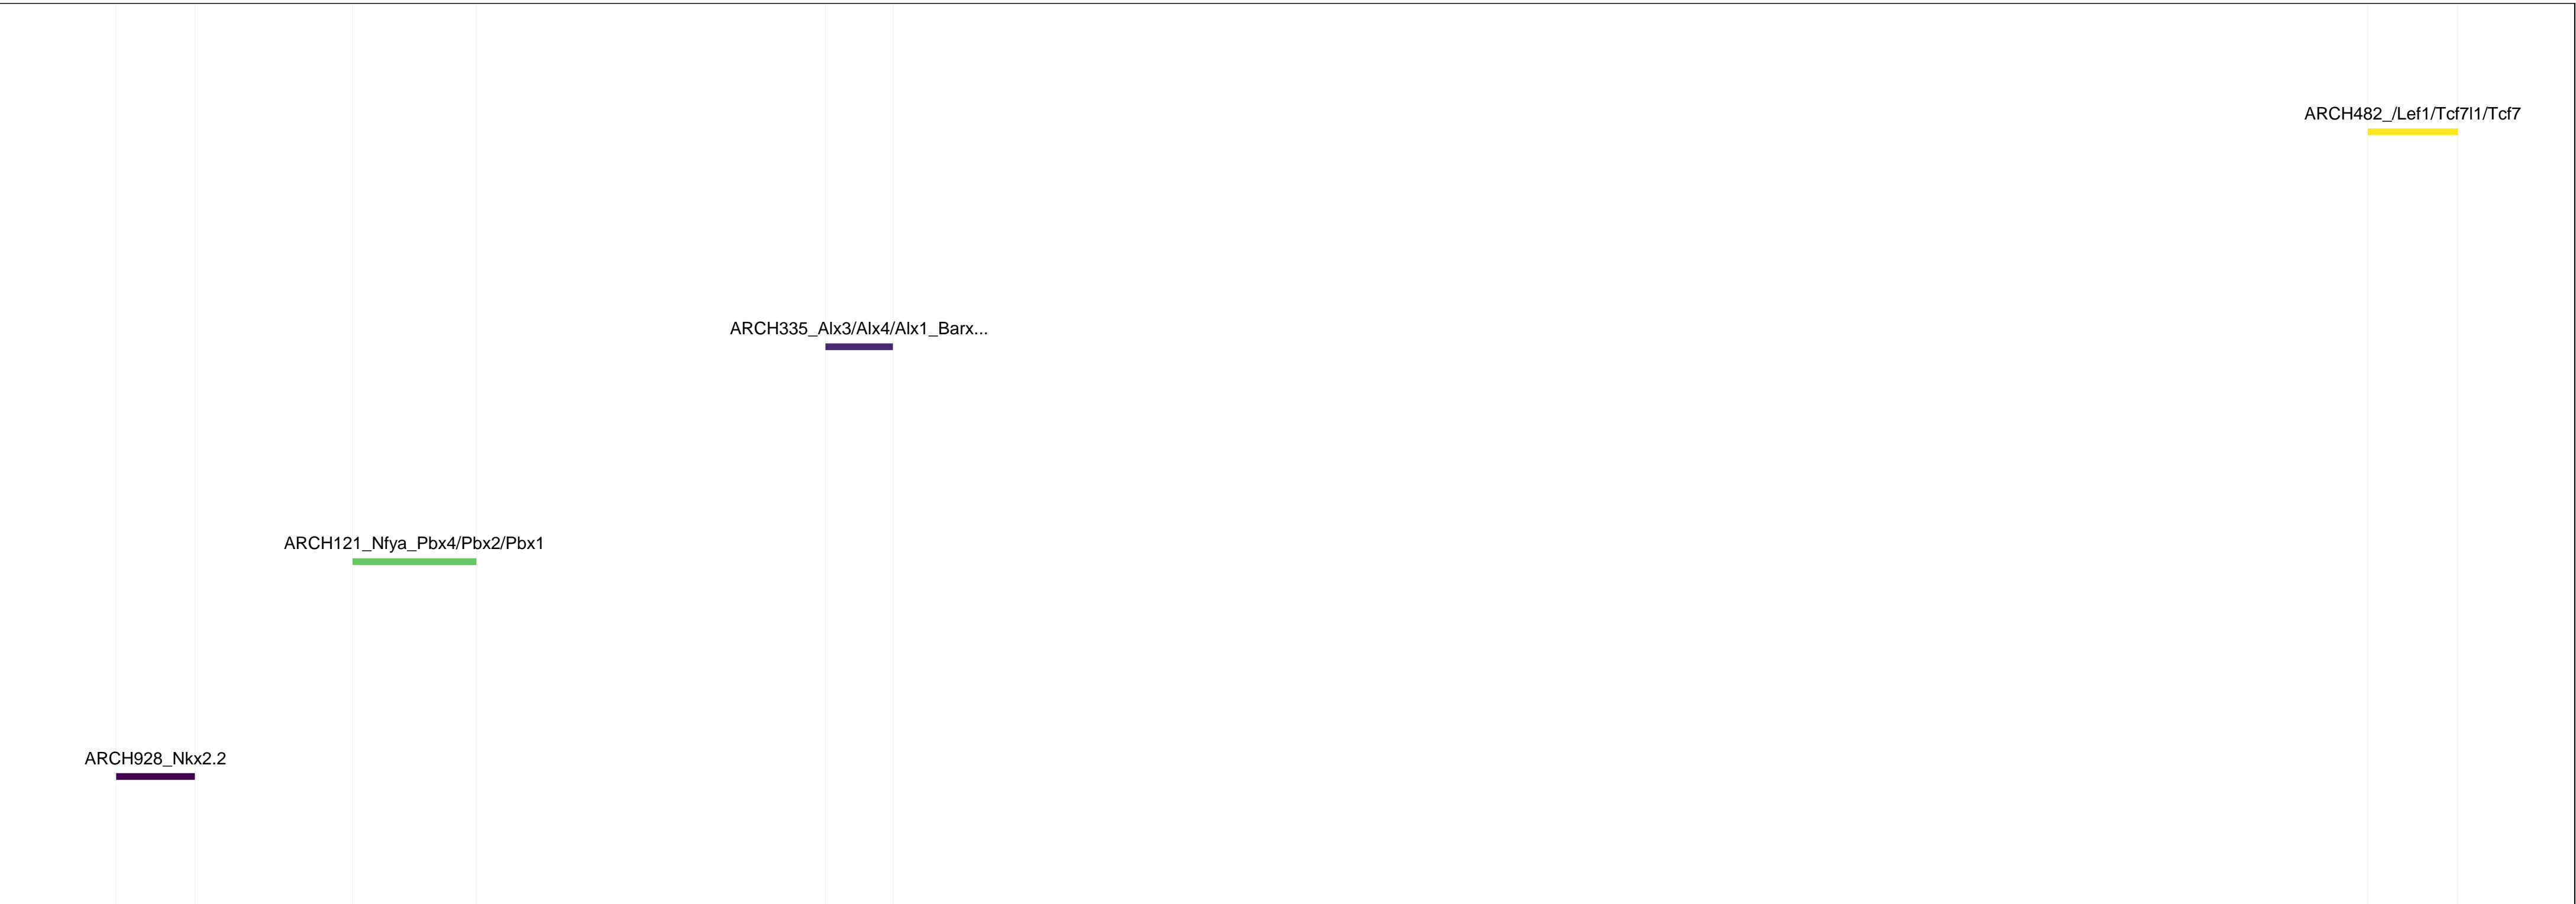 ARCH482_/Lef1/Tcf7l1/Tcf7
ARCH335_Alx3/Alx4/Alx1_Barx...
ARCH121_Nfya_Pbx4/Pbx2/Pbx1
ARCH928_Nkx2.2